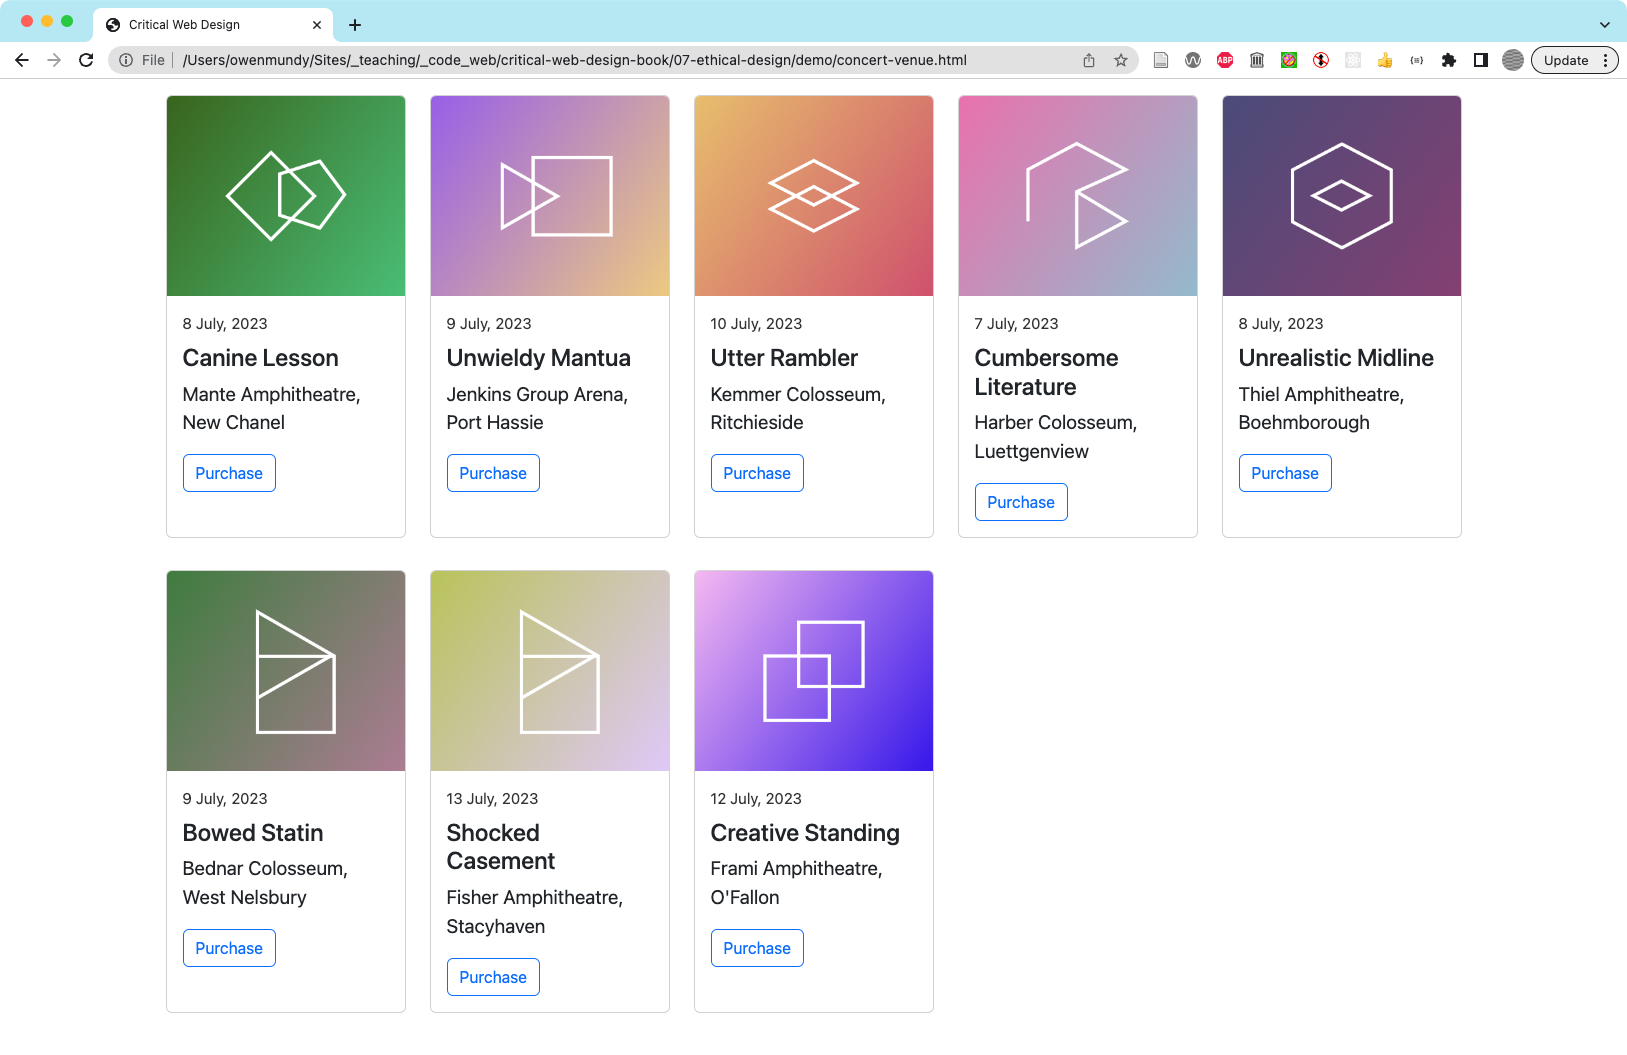 Critical Web Design
File
/Users/owenmundy/Sites/_teaching/_code_web/critical-web-design-book/07-ethical-design/demo/concert-venue.html
ABP
Update
8 July, 2023
Canine Lesson
Mante Amphitheatre,
New Chanel
Purchase
9 July, 2023
Unwieldy Mantua
Jenkins Group Arena,
Port Hassie
Purchase
10 July, 2023
Utter Rambler
Kemmer Colosseum,
Ritchieside
Purchase
7 July, 2023
Cumbersome
Literature
Harber Colosseum,
Luettgenview
Purchase
8 July, 2023
Unrealistic Midline
Thiel Amphitheatre,
Boehmborough
Purchase
9 July, 2023
Bowed Statin
Bednar Colosseum,
West Nelsbury
Purchase
13 July, 2023
Shocked
Casement
Fisher Amphitheatre,
Stacyhaven
Purchase
12 July, 2023
Creative Standing
Frami Amphitheatre,
O'Fallon
Purchase